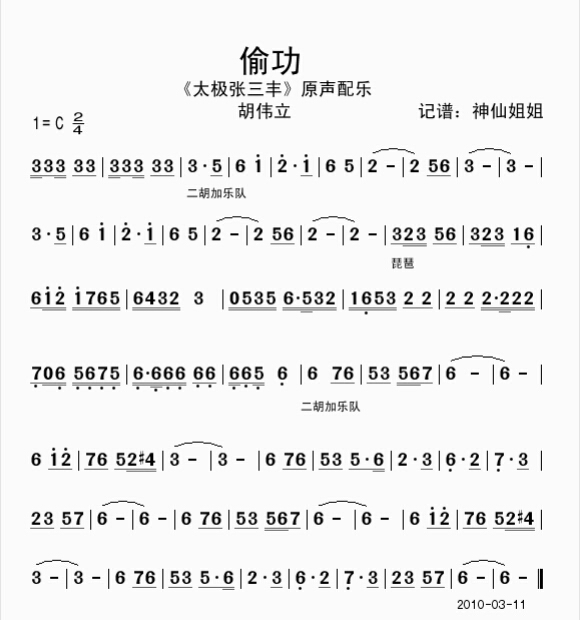 偷功
《太极张三丰》原声配乐
胡伟立
1=C 2/4 记谱：神仙姐姐
333 33|333 33|3·5|6 i|2·i|6 5|2 -|2 56|3 -|3 -|
二胡加乐队
3·5|6 i|2·i|6 5|2 -|2 56|2 -|2 -|323 56|323 16|
琵琶
6i2 i765|6432 3 |0535 6·532|1653 2 2|2 2 2·222|
706 5675|6·666 66|665 6 |6 76|53 567|6 -|6 -|
二胡加乐队
6 i2|76 52#4|3 -|3 -|6 76|53 5·6|2·3|6·2|7·3|
23 57|6 -|6 -|6 76|53 567|6 -|6 -|6 i2|76 52#4|
3 -|3 -|6 76|53 5·6|2·3|6·2|7·3|23 57|6 -|6 -‖
2010-03-11